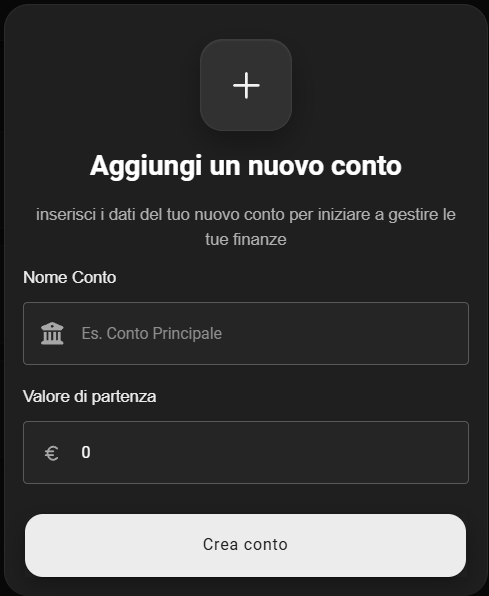 Aggiungi un nuovo conto
inserisci i dati del tuo nuovo conto per iniziare a gestire le
tue finanze
Nome Conto
Es. Conto Principale
Valore di partenza
€ 0
Crea conto